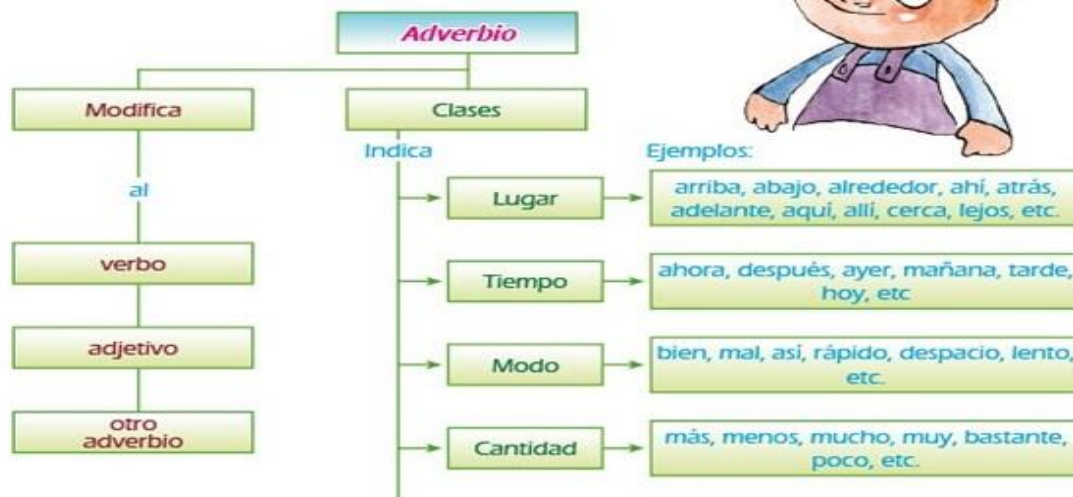 Adverbio
Modifica
al
verbo
adjetivo
otro
adverbio
Clases
Indica
Ejemplos:
Lugar
arriba, abajo, alrededor, ahí, atrás,
adelante, aquí, allí, cerca, lejos, etc.
Tiempo
ahora, después, ayer, mañana, tarde,
hoy, etc
Modo
bien, mal, así, rápido, despacio, lento,
etc.
Cantidad
más, menos, mucho, muy, bastante,
poco, etc.